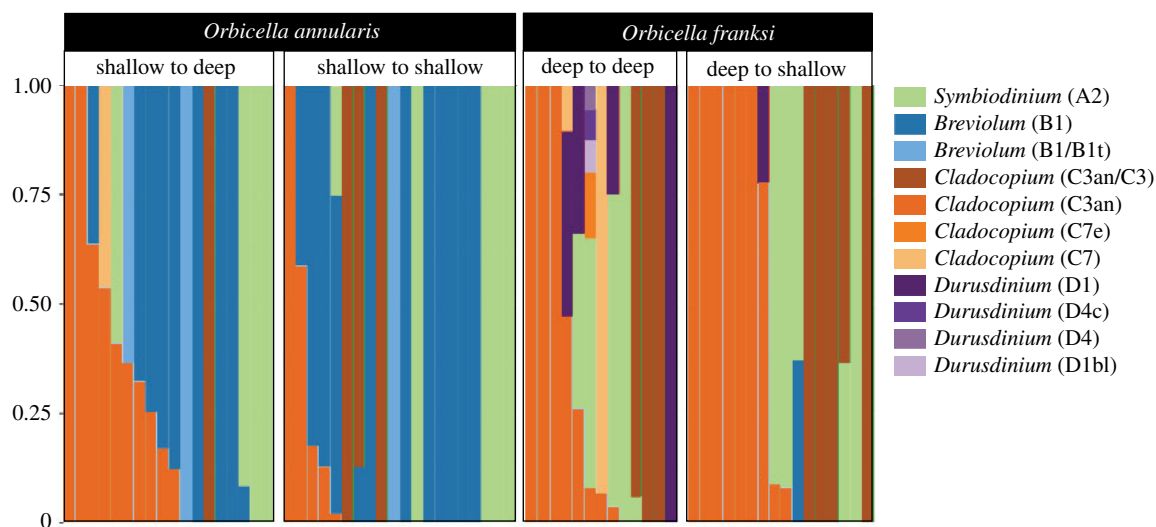 Orbicella annularis
Orbicella franksi
shallow to deep
shallow to shallow
deep to deep
deep to shallow
1.00
0.75
0.50
0.25
0
Symbiodinium (A2)
Breviolum (B1)
Breviolum (B1/B1t)
Cladocopium (C3an/C3)
Cladocopium (C3an)
Cladocopium (C7e)
Cladocopium (C7)
Durusdinium (D1)
Durusdinium (D4c)
Durusdinium (D4)
Durusdinium (D1bl)